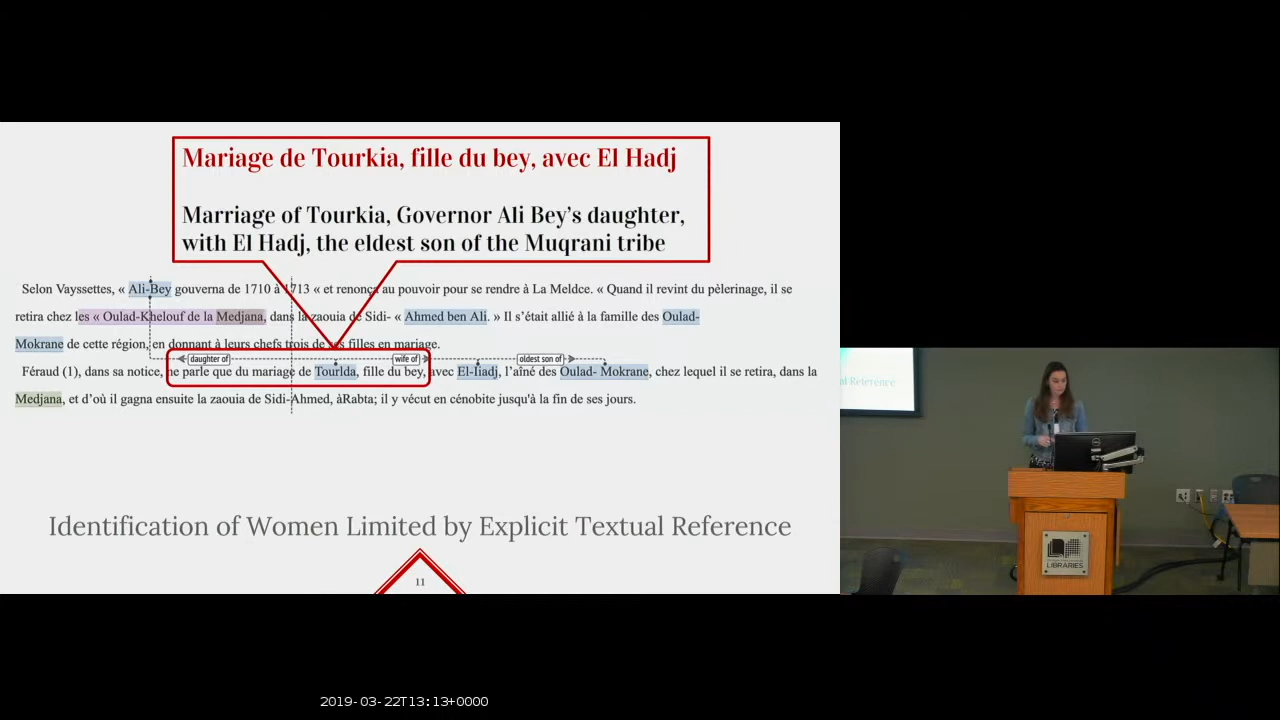 Mariage de Tourkia, fille du bey, avec El Hadj
Marriage of Tourkia, Governor Ali Bey’s daughter,
with El Hadj, the eldest son of the Muqrani tribe
Selon Vayssettes, « Ali-Bey gouverna de 1710 à 1713 « et renonça au pouvoir pour se rendre à La Meldce. « Quand il revint du pèlerinage, il se
retira chez les « Oulad-Khelouf de la Medjana, dans la zaouia de Sidi- « Ahmed ben Ali. » Il s’était allié à la famille des Oulad-
Mokrane de cette région, en donnant à leurs chefs trois de ses filles en mariage.
daughter of wife of oldest son of
Féraud (1), dans sa notice, ne parle que du mariage de Tourlda, fille du bey, avec El-Iiadj, l’aîné des Oulad- Mokrane, chez lequel il se retira, dans la
Medjana, et d’où il gagna ensuite la zaouia de Sidi-Ahmed, àRabta; il y vécut en cénobite jusqu'à la fin de ses jours.
Identification of Women Limited by Explicit Textual Reference
11
Reference
DELL
LIBRARIES
2019-03-22T13:13+0000